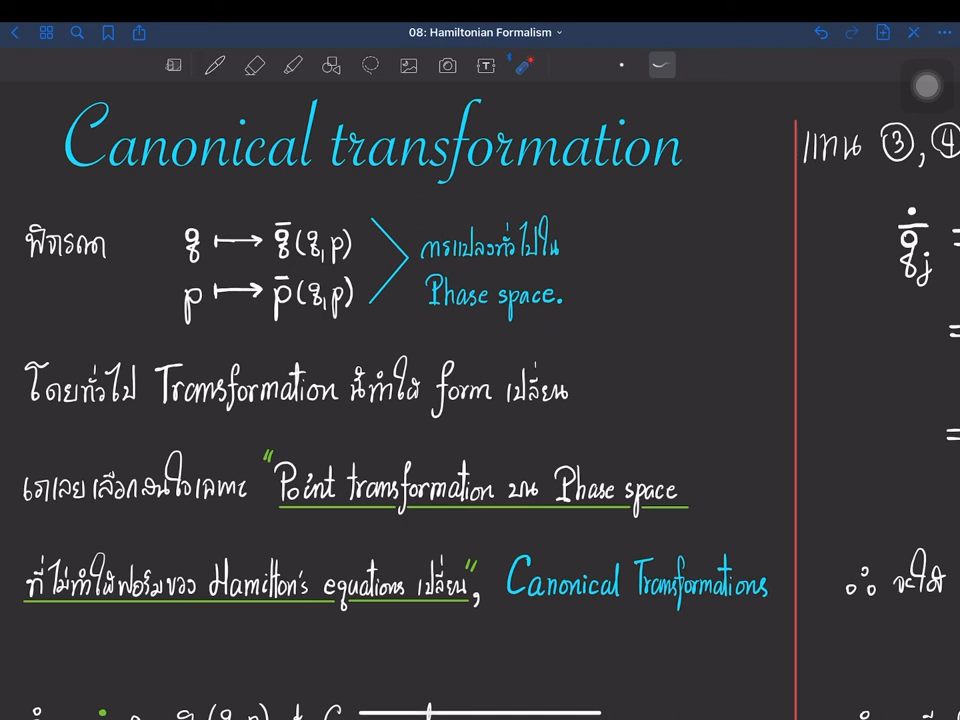 08: Hamiltonian Formalism
Canonical transformation
พิจารณา q ⟼ q̄(q,p)
p ⟼ p̄(q,p)
การแปลงทั่วไปใน
Phase space.
โดยทั่วไป Transformation นี้ทำให้ form เปลี่ยน
เราเลยเลือกสนใจเฉพาะ "Point transformation บน Phase space
ที่ไม่ทำให้ฟอร์มของ Hamilton's equations เปลี่ยน", Canonical Transformations
แทน ③, ④
q̄̇ⱼ =
=
=
∴ จะได้